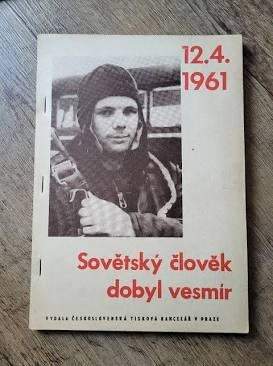 12.4.
1961
Sovětský člověk
dobyl vesmír
VYDALA ČESKOSLOVENSKÁ TISKOVÁ KANCELÁŘ V PRAZE